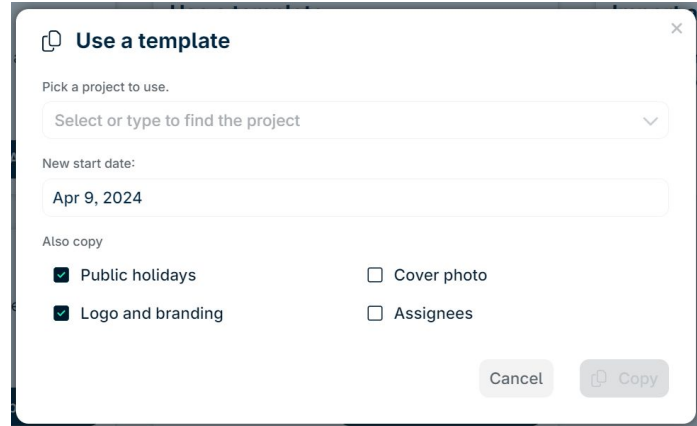 Use a template
Pick a project to use.
Select or type to find the project
New start date:
Apr 9, 2024
Also copy
Public holidays
Cover photo
Logo and branding
Assignees
Cancel
Copy